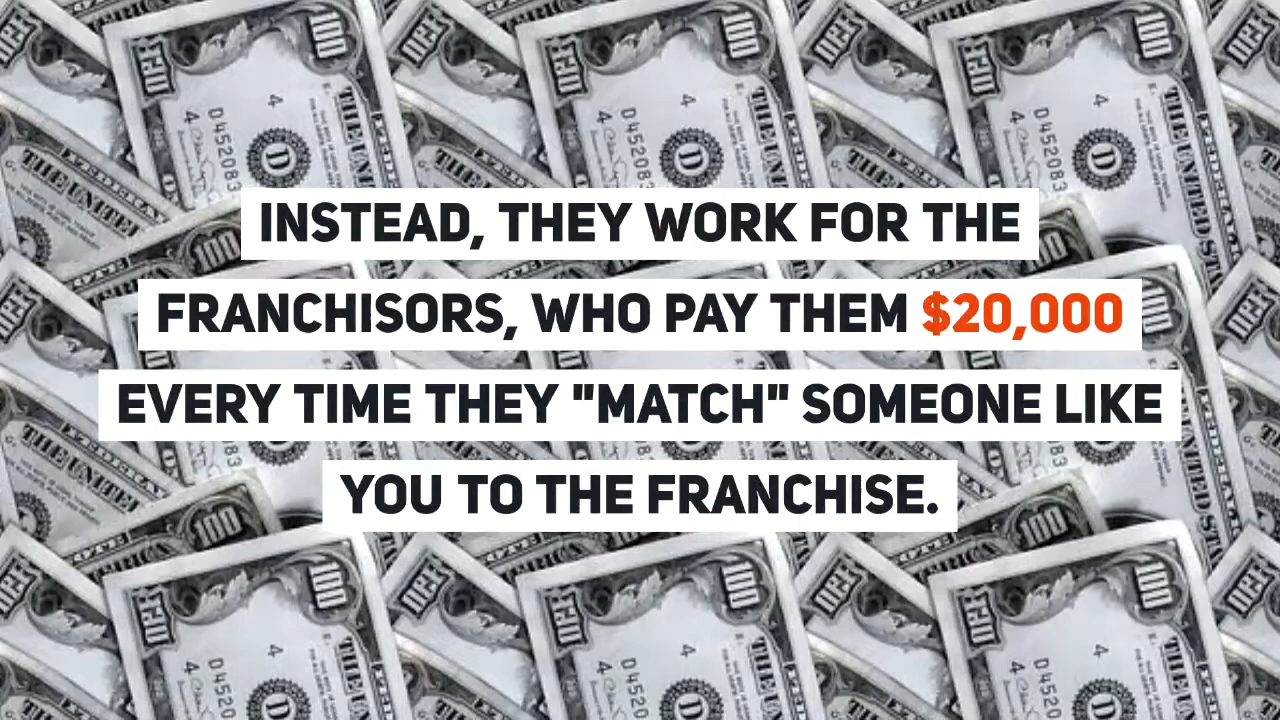 INSTEAD, THEY WORK FOR THE
FRANCHISORS, WHO PAY THEM $20,000
EVERY TIME THEY "MATCH" SOMEONE LIKE
YOU TO THE FRANCHISE.